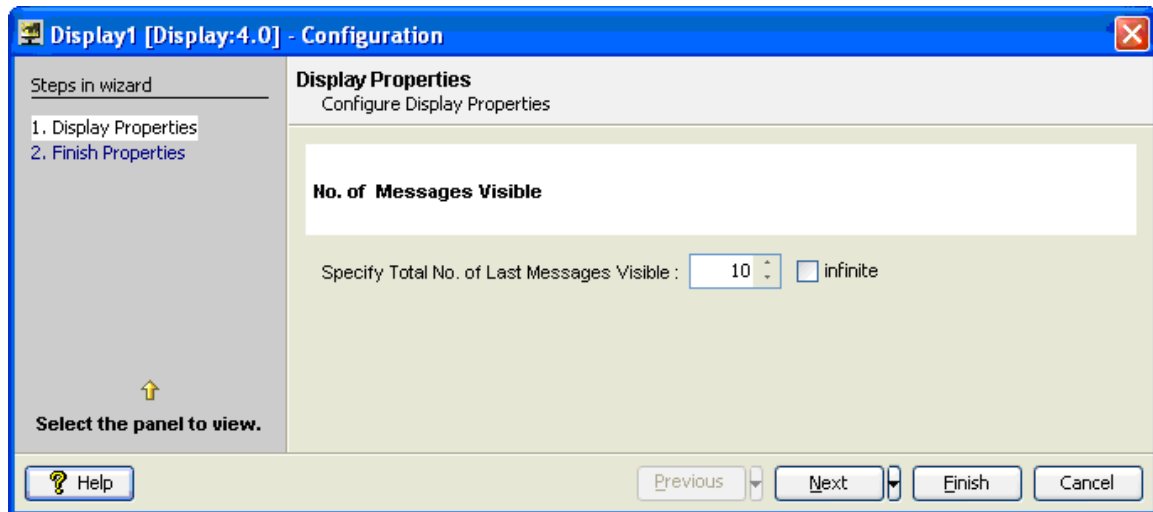 Display1 [Display:4.0] - Configuration
Steps in wizard
1. Display Properties
2. Finish Properties
Select the panel to view.
Display Properties
Configure Display Properties
No. of Messages Visible
Specify Total No. of Last Messages Visible : 10 infinite
Help
Previous Next Finish Cancel